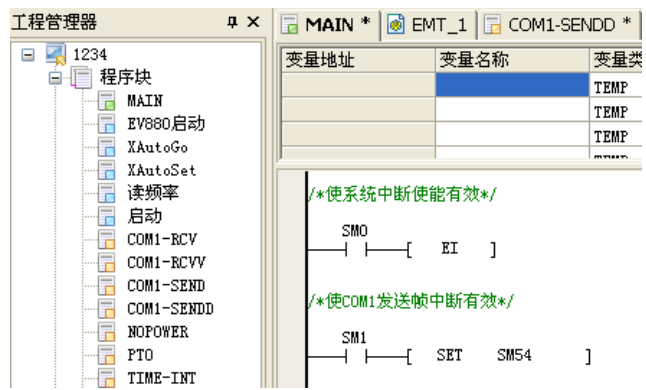 工程管理器
1234
程序块
MAIN
EV880启动
XAutoGo
XAutoSet
读频率
启动
COM1-RCV
COM1-RCVV
COM1-SEND
COM1-SENDD
NOPOWER
PTO
TIME-INT
MAIN * EMT_1 COM1-SENDD *
变量地址 变量名称 变量类
TEMP
TEMP
TEMP
/*使系统中断使能有效*/
SM0
[ EI ]
/*使COM1发送帧中断有效*/
SM1
[ SET SM54 ]